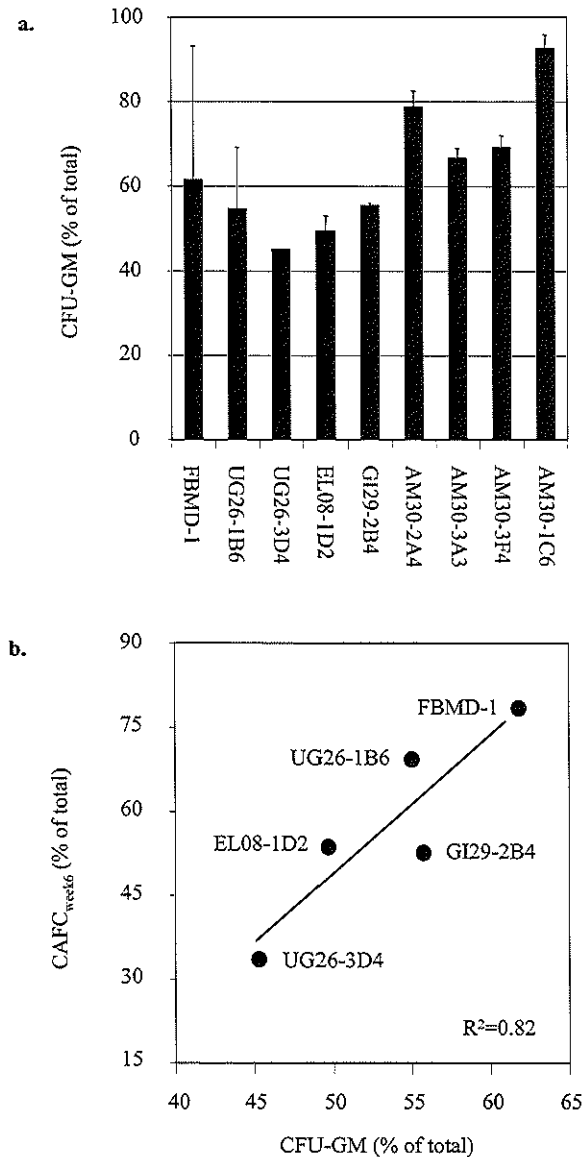 a.
CFU-GM (% of total)
100
80
60
40
20
0
FBMD-1
UG26-1B6
UG26-3D4
EL08-1D2
GI29-2B4
AM30-2A4
AM30-3A3
AM30-3F4
AM30-1C6
b.
CAFCweek6 (% of total)
90
75
60
45
30
15
FBMD-1
UG26-1B6
EL08-1D2
GI29-2B4
UG26-3D4
R²=0.82
40 45 50 55 60 65
CFU-GM (% of total)